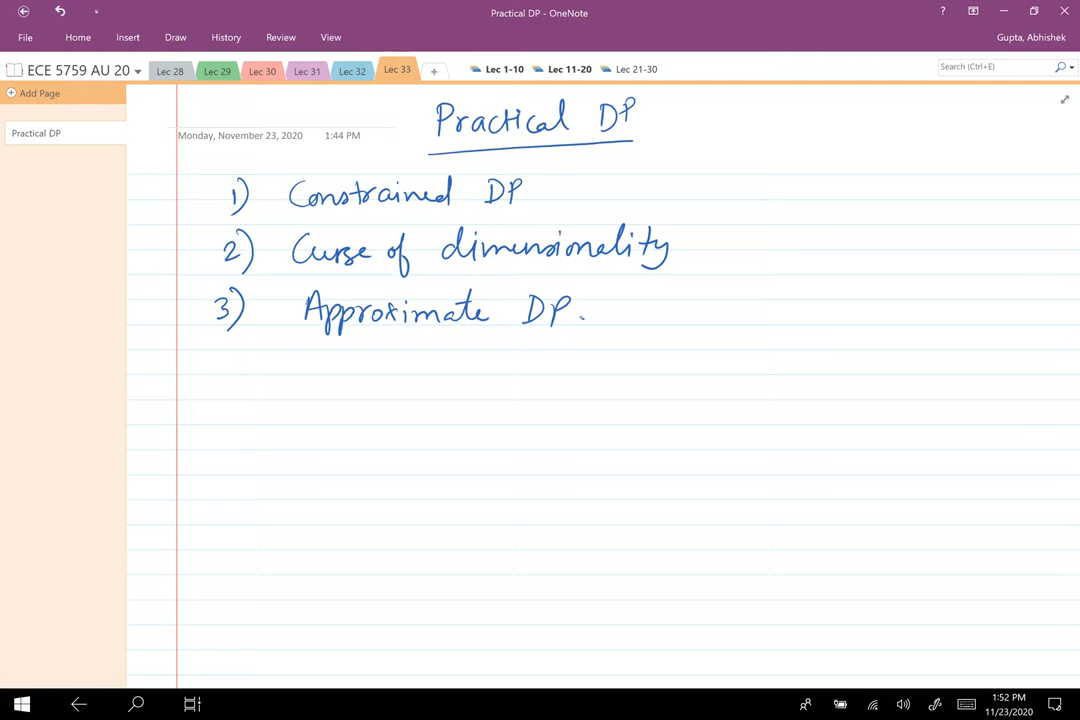 Practical DP - OneNote
?
File Home Insert Draw History Review View
Gupta, Abhishek
ECE 5759 AU 20
Lec 28 Lec 29 Lec 30 Lec 31 Lec 32 Lec 33 +
Lec 1-10 Lec 11-20 Lec 21-30
Search (Ctrl+E)
Add Page
Practical DP
Practical DP
Monday, November 23, 2020 1:44 PM
1) Constrained DP
2) Curse of dimensionality
3) Approximate DP.
1:52 PM
11/23/2020